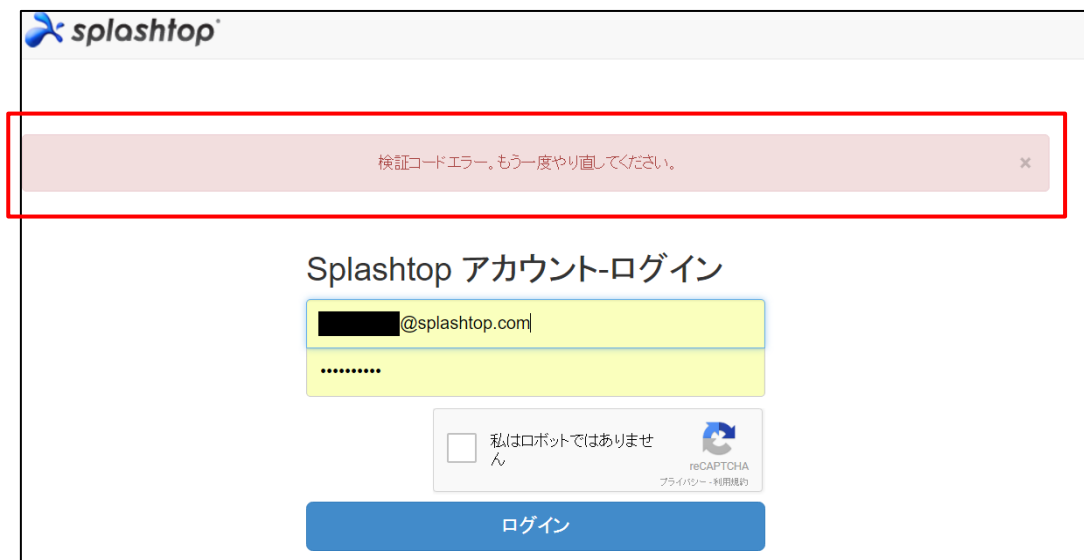 splashtop
検証コードエラー。もう一度やり直してください。
×
Splashtop アカウント-ログイン
@splashtop.com
••••••••••
私はロボットではありませ
ん
reCAPTCHA
プライバシー - 利用規約
ログイン